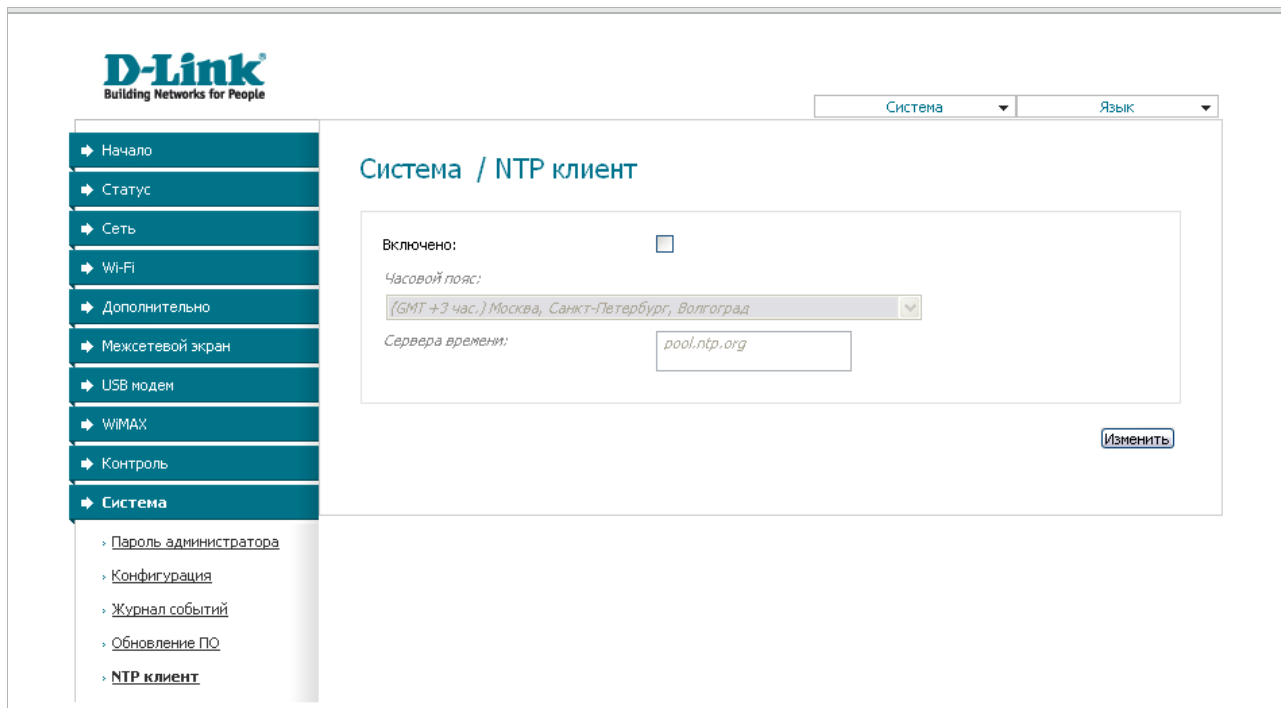 D-Link
Building Networks for People
Система Язык
Начало
Статус
Сеть
Wi-Fi
Дополнительно
Межсетевой экран
USB модем
WiMAX
Контроль
Система
Пароль администратора
Конфигурация
Журнал событий
Обновление ПО
NTP клиент
Система / NTP клиент
Включено:
Часовой пояс:
(GMT +3 час.) Москва, Санкт-Петербург, Волгоград
Сервера времени:
pool.ntp.org
Изменить